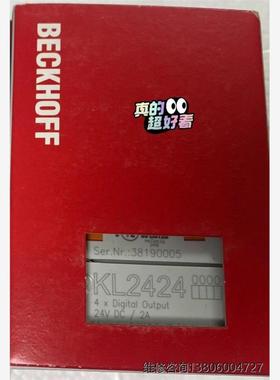 BECKHOFF
真的
超好看
Ser.Nr.:38190005
KL2424
4 x Digital Output
24V DC / 2A
维修咨询13806004727